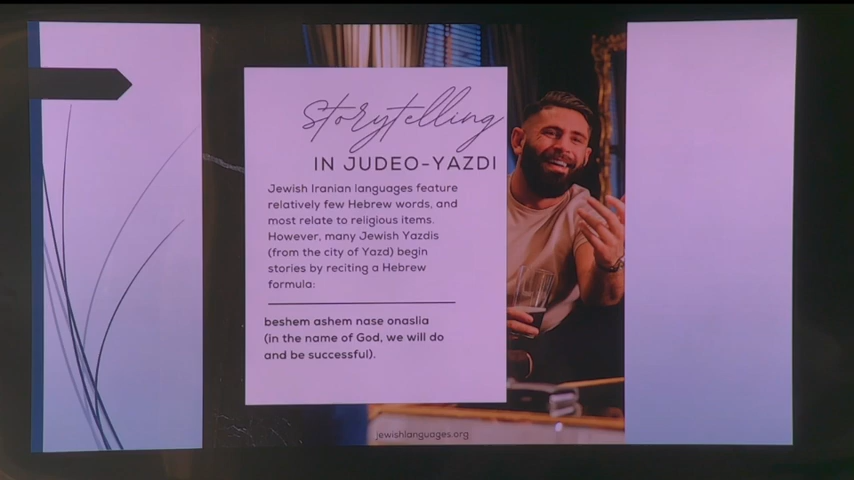 storytelling
IN JUDEO-YAZDI
Jewish Iranian languages feature
relatively few Hebrew words, and
most relate to religious items.
However, many Jewish Yazdis
(from the city of Yazd) begin
stories by reciting a Hebrew
formula:
beshem ashem nase onaslia
(in the name of God, we will do
and be successful).
jewishlanguages.org